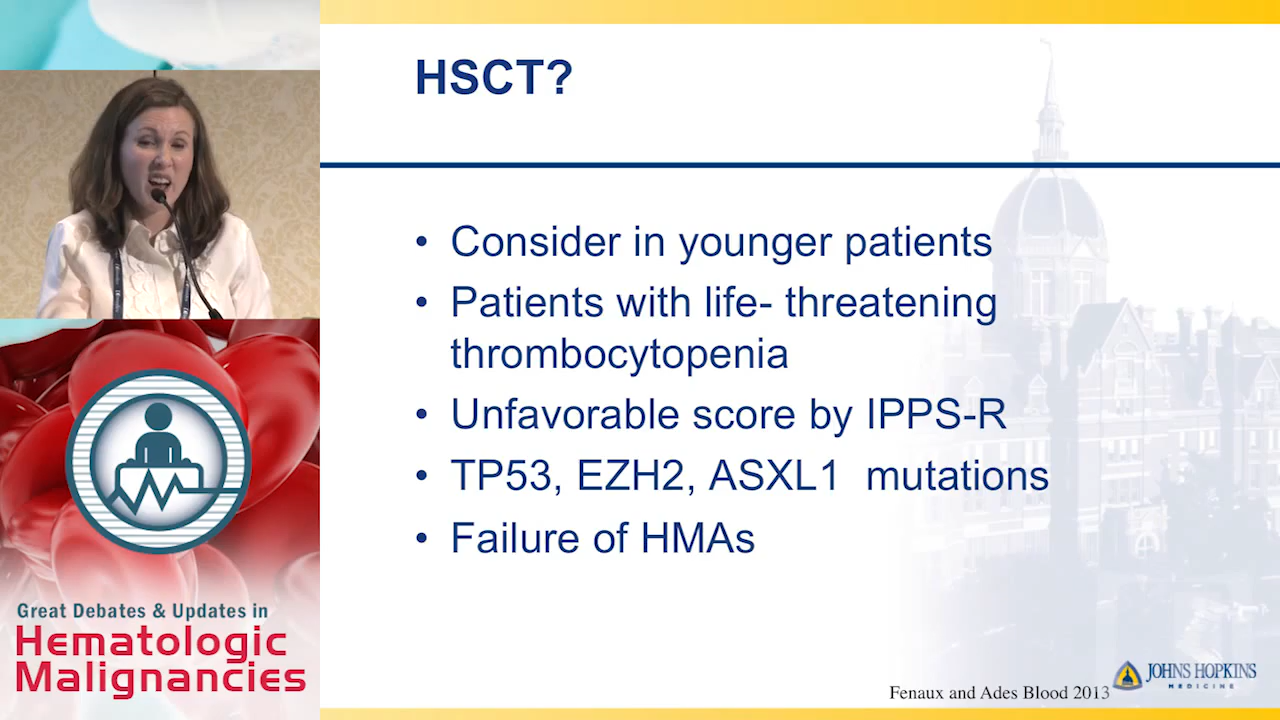 HSCT?
• Consider in younger patients
• Patients with life- threatening
thrombocytopenia
• Unfavorable score by IPPS-R
• TP53, EZH2, ASXL1 mutations
• Failure of HMAs
Great Debates & Updates in
Hematologic
Malignancies
Fenaux and Ades Blood 2013
JOHNS HOPKINS
MEDICINE